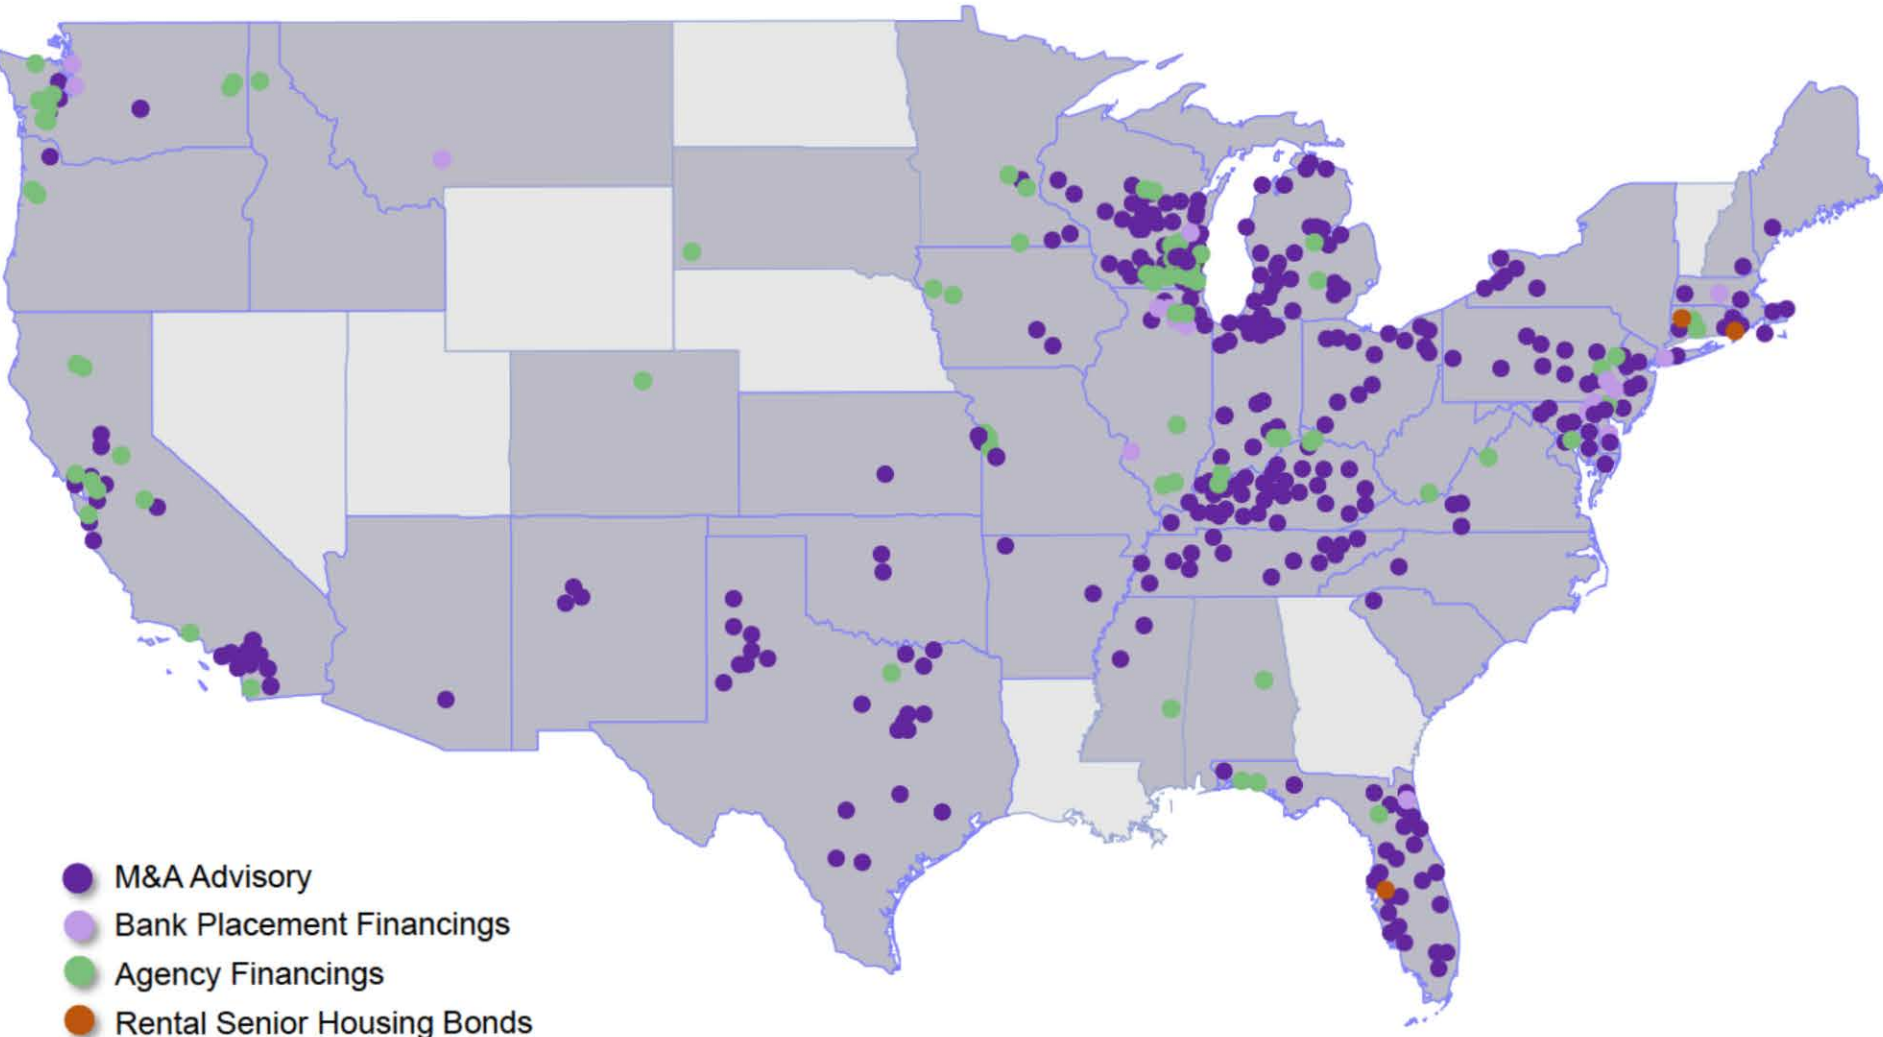 M&A Advisory
Bank Placement Financings
Agency Financings
Rental Senior Housing Bonds